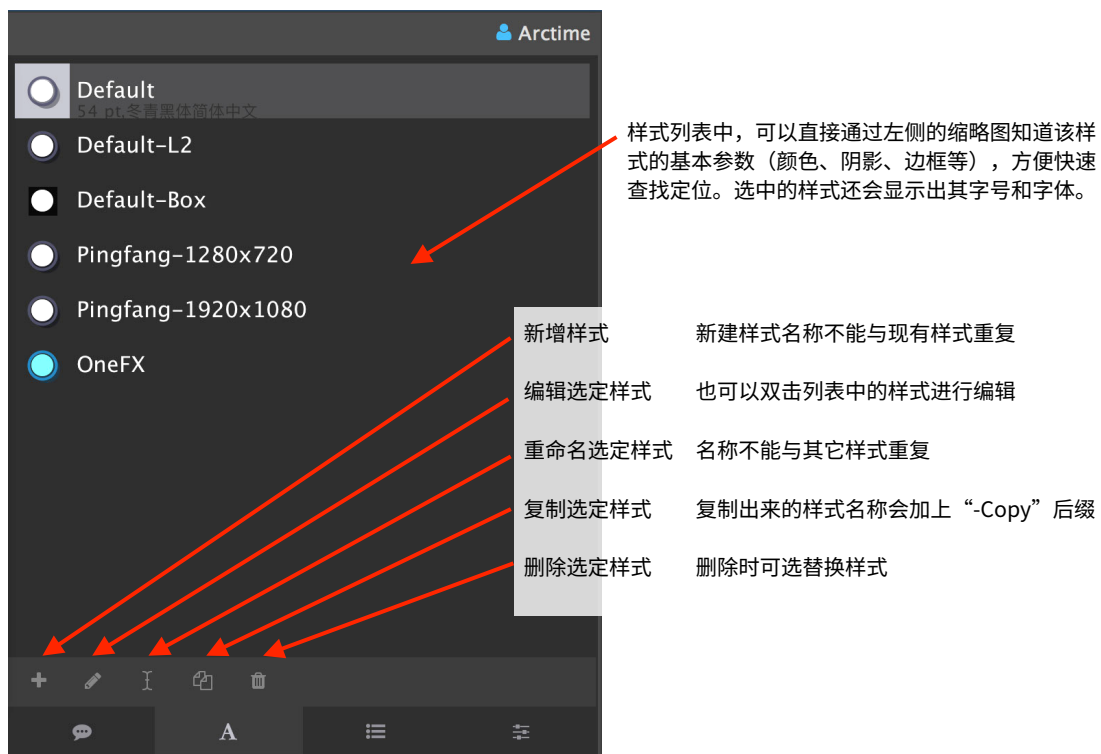 Arctime
Default
54 pt,冬青黑体简体中文
Default-L2
Default-Box
Pingfang-1280x720
Pingfang-1920x1080
OneFX
样式列表中，可以直接通过左侧的缩略图知道该样
式的基本参数（颜色、阴影、边框等），方便快速
查找定位。选中的样式还会显示出其字号和字体。
新增样式 新建样式名称不能与现有样式重复
编辑选定样式 也可以双击列表中的样式进行编辑
重命名选定样式 名称不能与其它样式重复
复制选定样式 复制出来的样式名称会加上“-Copy”后缀
删除选定样式 删除时可选替换样式
A